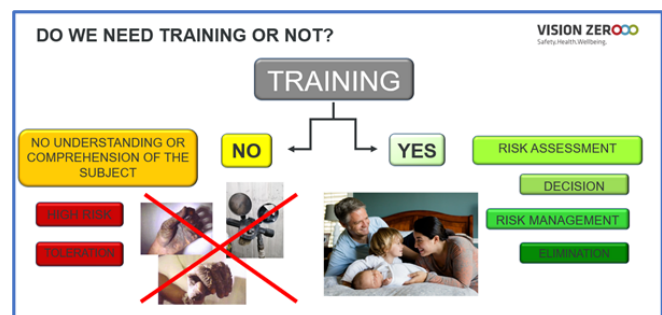 DO WE NEED TRAINING OR NOT?
VISION ZERO
Safety.Health.Wellbeing.
TRAINING
NO UNDERSTANDING OR
COMPREHENSION OF THE
SUBJECT
NO
YES
RISK ASSESSMENT
DECISION
HIGH RISK
RISK MANAGEMENT
TOLERATION
ELIMINATION